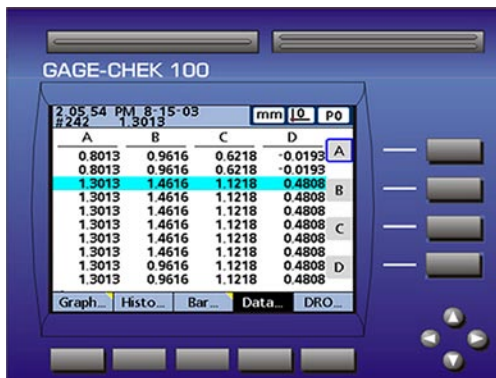 GAGE-CHEK 100
2 05 54 PM 8-15-03 mm P0
#242 1.3013
A B C D
0.8013 0.9616 0.6218 -0.0193 A
0.8013 0.9616 0.6218 -0.0193
1.3013 1.4616 1.1218 0.4808 B
1.3013 1.4616 1.1218 0.4808
1.3013 1.4616 1.1218 0.4808
1.3013 1.4616 1.1218 0.4808 C
1.3013 1.4616 1.1218 0.4808
1.3013 1.4616 1.1218 0.4808
1.3013 0.9616 1.1218 0.4808 D
1.3013 0.9616 1.1218 0.4808
Graph... Histo... Bar... Data... DRO...